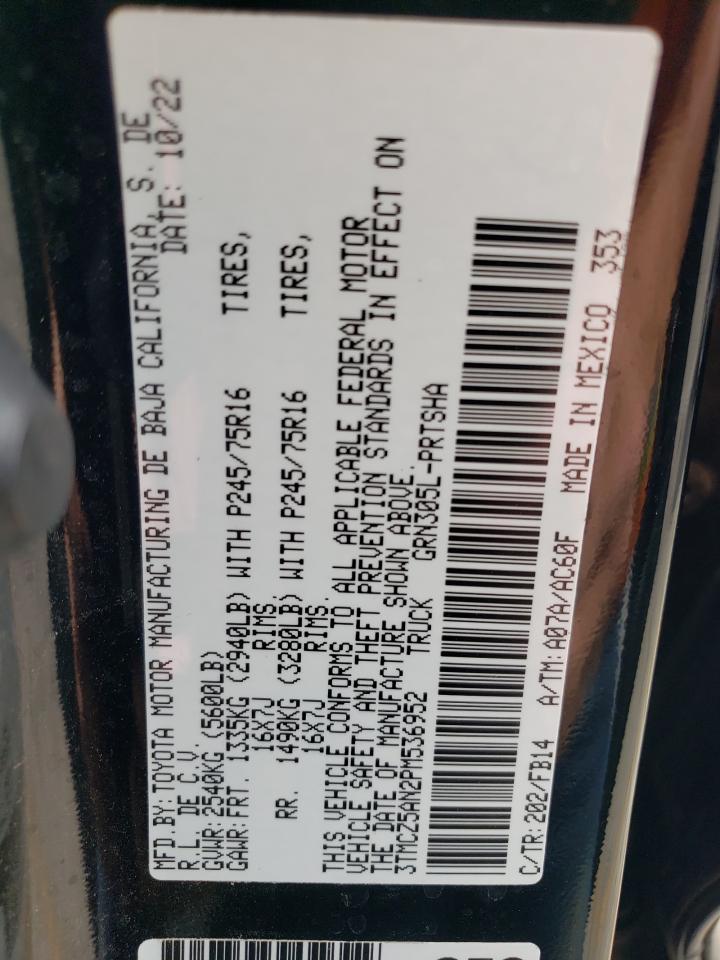 MFD.BY:TOYOTA MOTOR MANUFACTURING DE BAJA CALIFORNIA, S. DE
R.L. DE C.V. DATE: 10/22
GVWR: 2540KG (5600LB)
GAWR:FRT. 1335KG (2940LB) WITH P245/75R16 TIRES,
16X7J RIMS.
RR. 1490KG (3280LB) WITH P245/75R16 TIRES,
16X7J RIMS.
THIS VEHICLE CONFORMS TO ALL APPLICABLE FEDERAL MOTOR
VEHICLE SAFETY AND THEFT PREVENTION STANDARDS IN EFFECT ON
THE DATE OF MANUFACTURE SHOWN ABOVE.
3TMCZ5AN2PM536952 TRUCK GRN305L-PRTSHA
C/TR:202/FB14 A/TM:A07A/AC60F MADE IN MEXICO 353